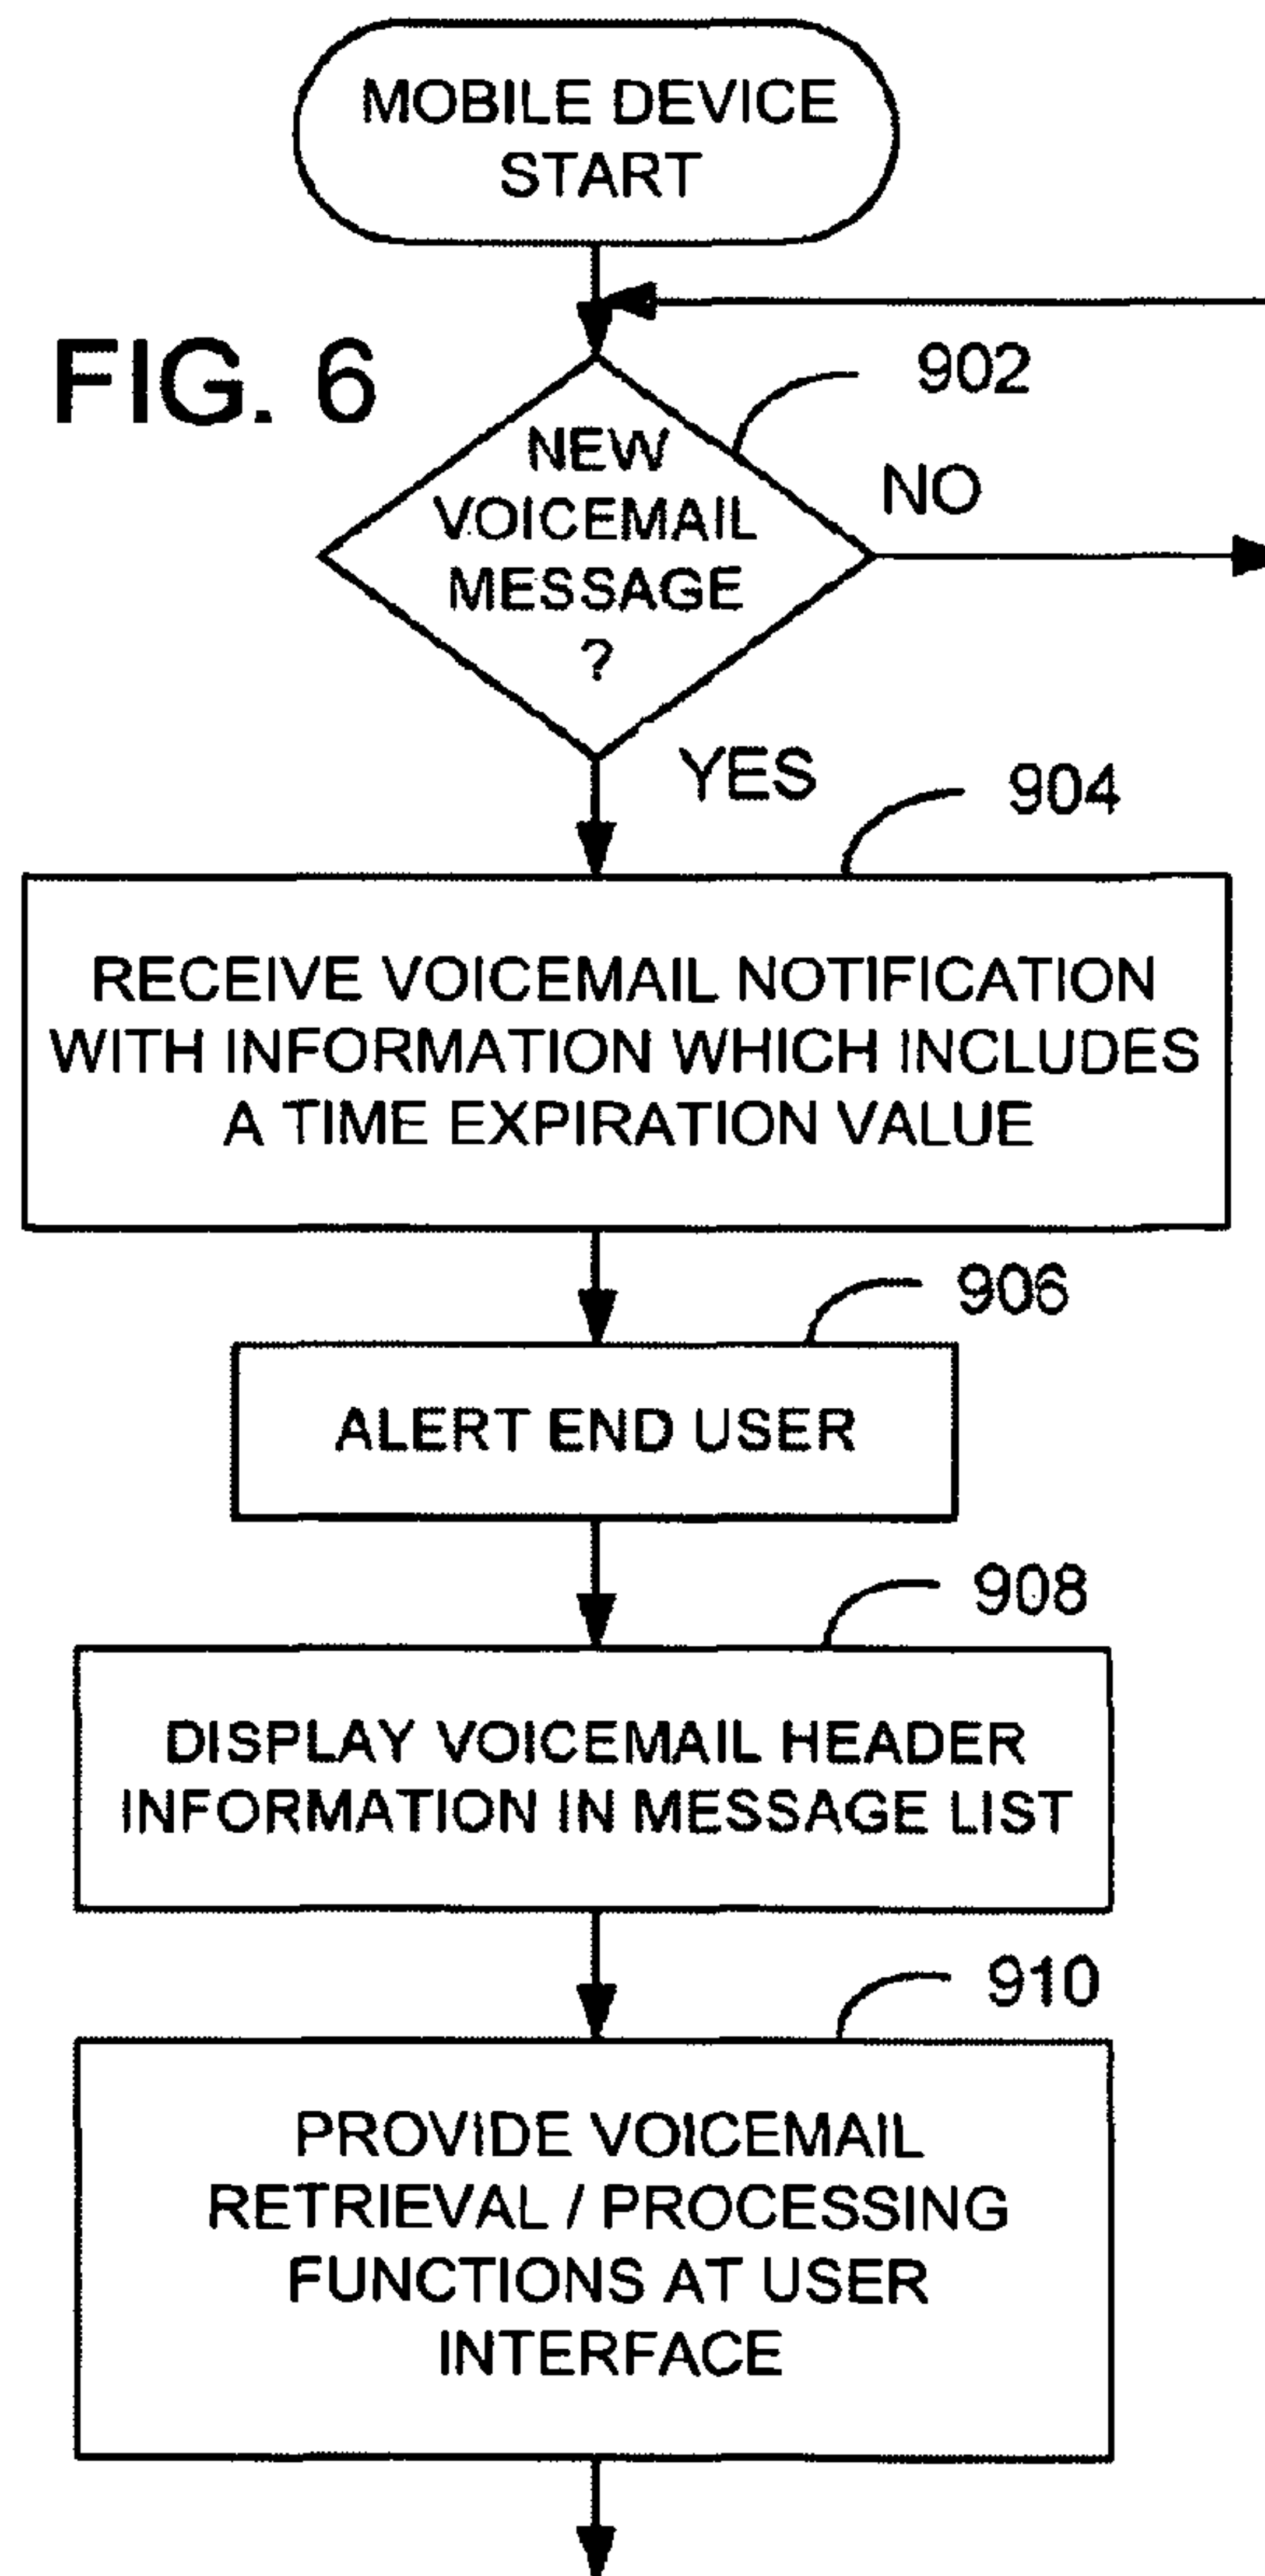 MOBILE DEVICE
START
FIG. 6
902
NEW
VOICEMAIL
MESSAGE
?
NO
YES
904
RECEIVE VOICEMAIL NOTIFICATION
WITH INFORMATION WHICH INCLUDES
A TIME EXPIRATION VALUE
906
ALERT END USER
908
DISPLAY VOICEMAIL HEADER
INFORMATION IN MESSAGE LIST
910
PROVIDE VOICEMAIL
RETRIEVAL / PROCESSING
FUNCTIONS AT USER
INTERFACE